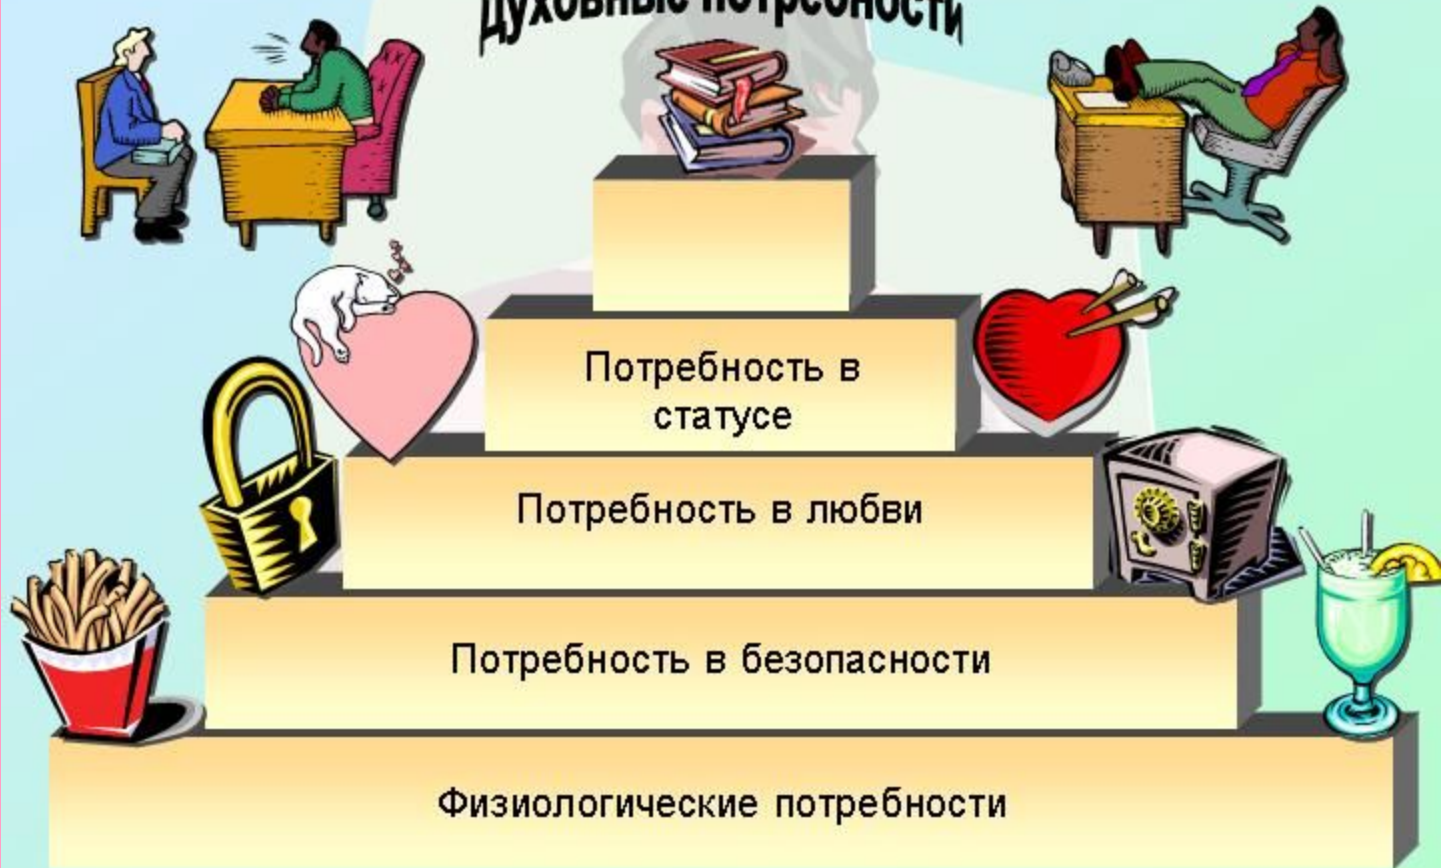 Духовные потребности
Потребность в
статусе
Потребность в любви
Потребность в безопасности
Физиологические потребности